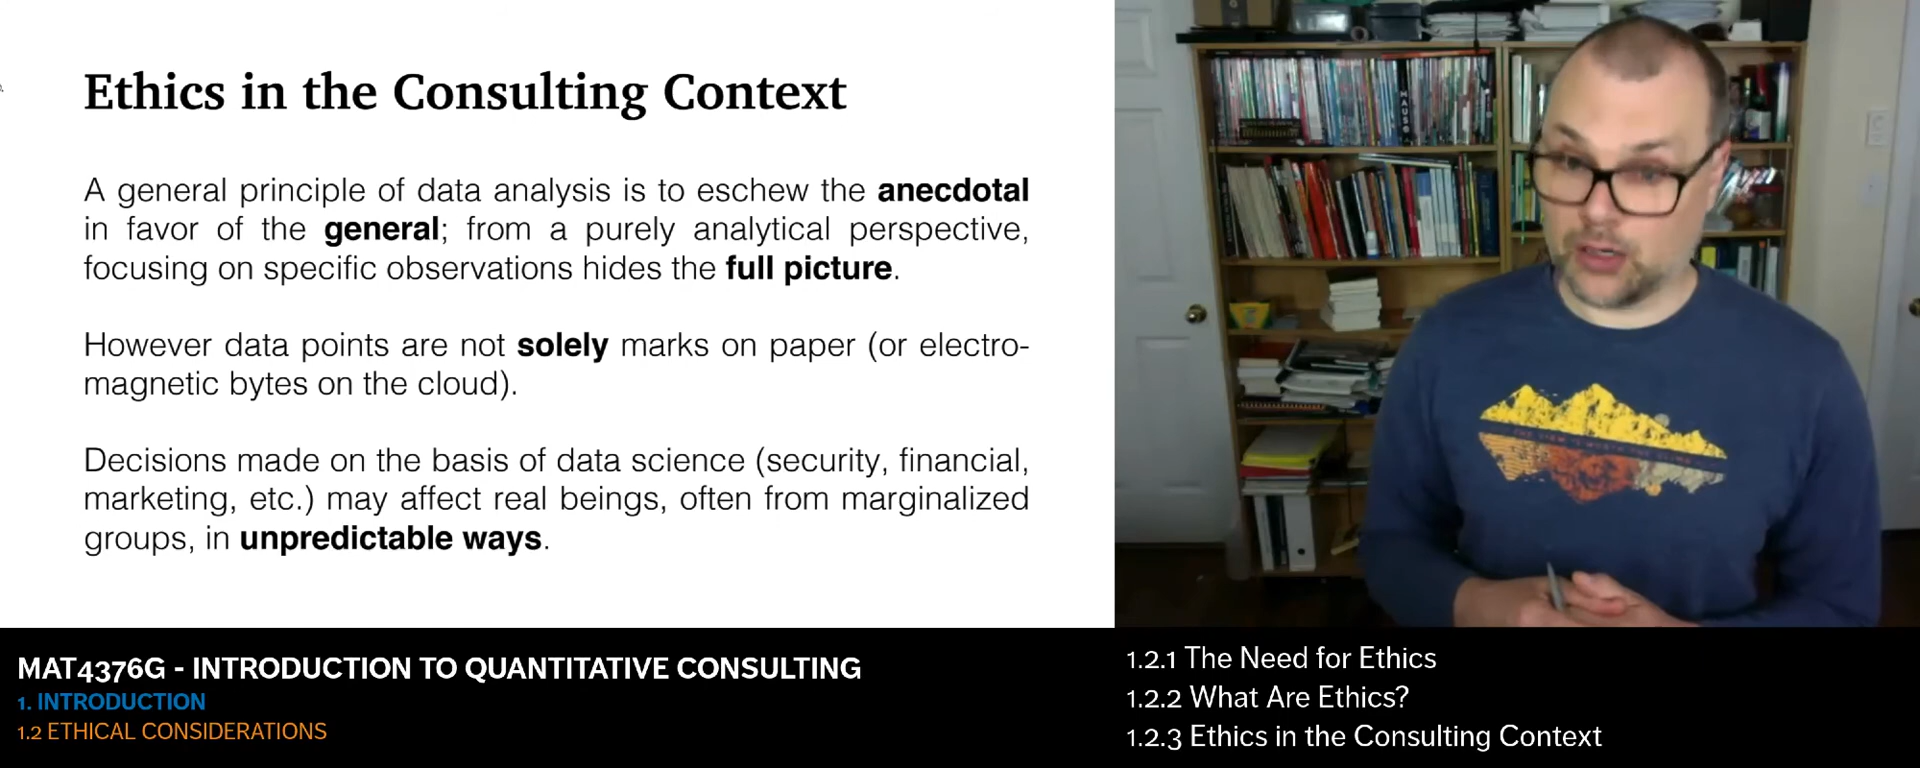 Ethics in the Consulting Context
A general principle of data analysis is to eschew the anecdotal
in favor of the general; from a purely analytical perspective,
focusing on specific observations hides the full picture.
However data points are not solely marks on paper (or electro-
magnetic bytes on the cloud).
Decisions made on the basis of data science (security, financial,
marketing, etc.) may affect real beings, often from marginalized
groups, in unpredictable ways.
MAT4376G - INTRODUCTION TO QUANTITATIVE CONSULTING
1. INTRODUCTION
1.2 ETHICAL CONSIDERATIONS
1.2.1 The Need for Ethics
1.2.2 What Are Ethics?
1.2.3 Ethics in the Consulting Context